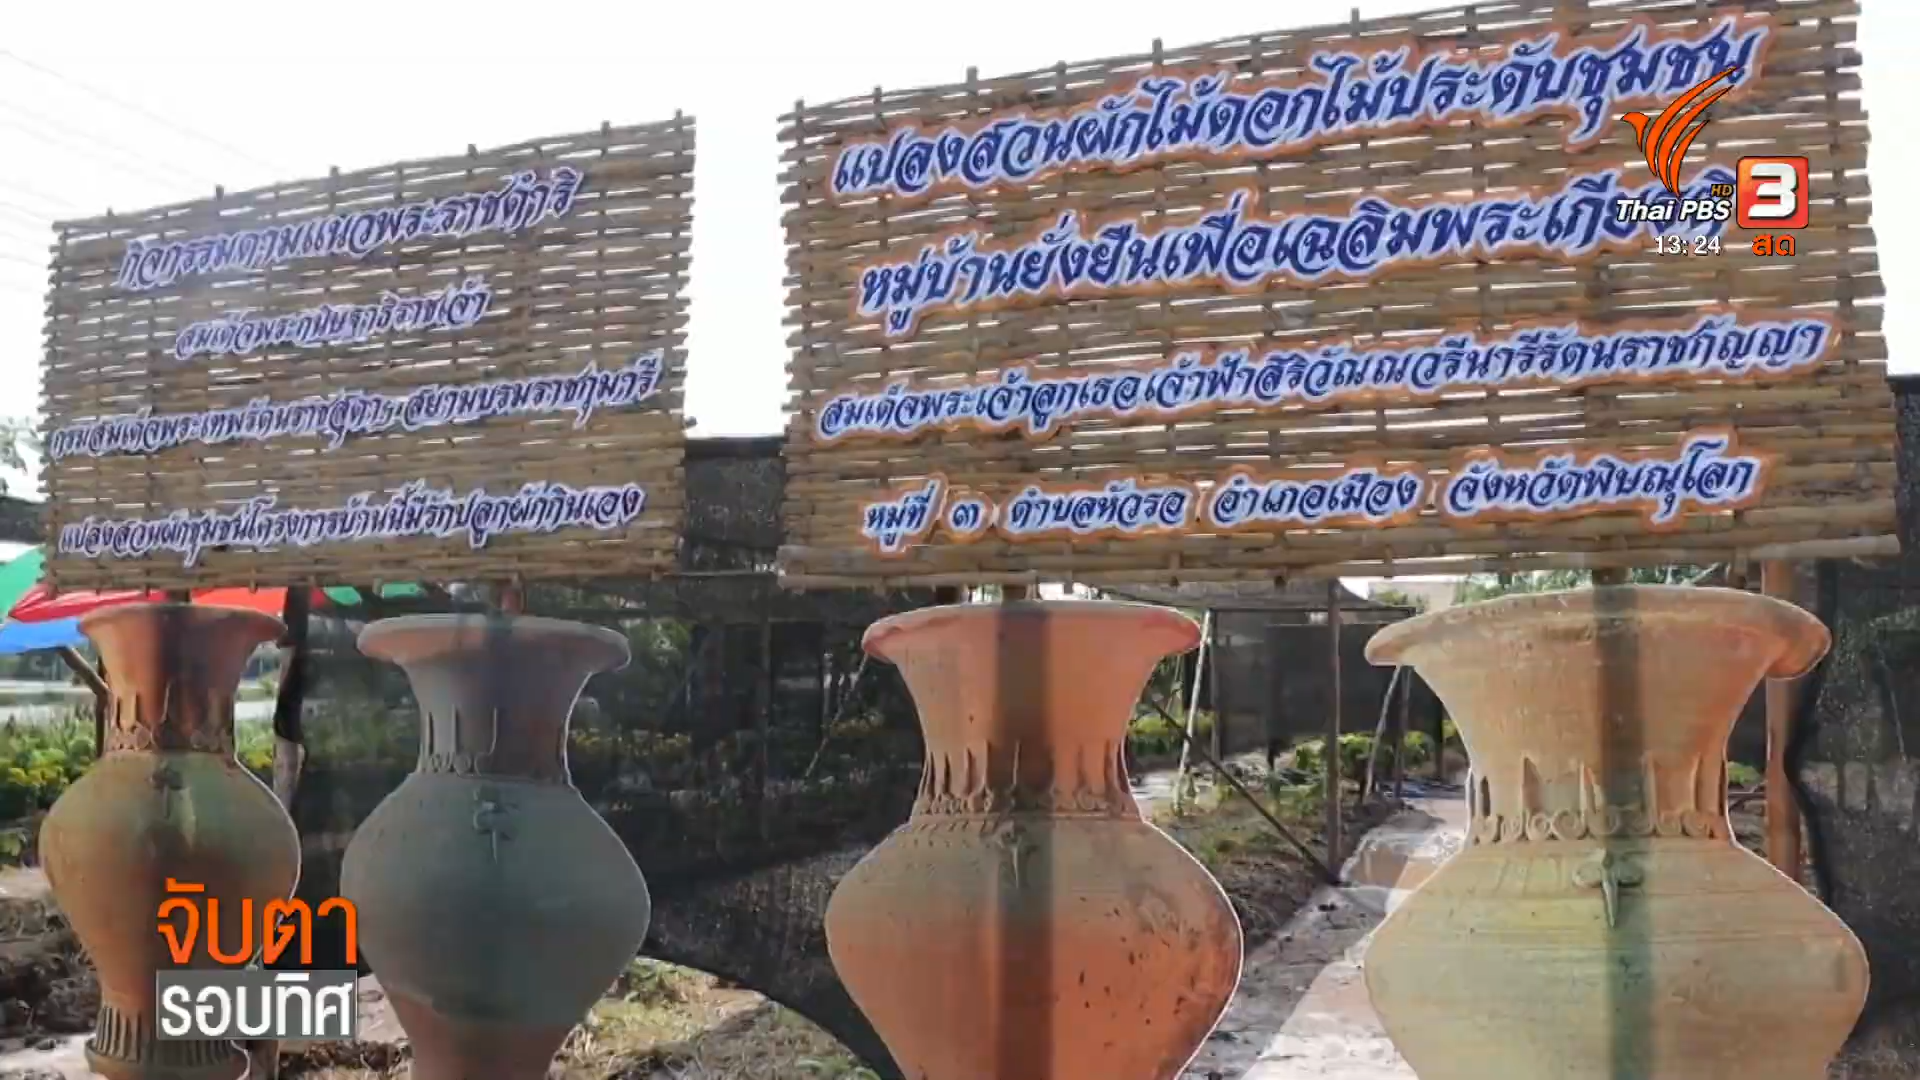 กิจกรรมตามแนวพระราชดำริ
สมเด็จพระกนิษฐาธิราชเจ้า
กรมสมเด็จพระเทพรัตนราชสุดาฯ สยามบรมราชกุมารี
แปลงสวนผักชุมชนโครงการบ้านนี้มีรักปลูกผักกินเอง
แปลงสวนผักไม้ดอกไม้ประดับชุมชน
หมู่บ้านยั่งยืนเพื่อเฉลิมพระเกียรติ
สมเด็จพระเจ้าลูกเธอ เจ้าฟ้าสิริวัณณวรีนารีรัตนราชกัญญา
หมู่ที่ ๓ ตำบลหัวรอ อำเภอเมือง จังหวัดพิษณุโลก
HD
Thai PBS 3
13:24 สด
จับตา
รอบทิศ